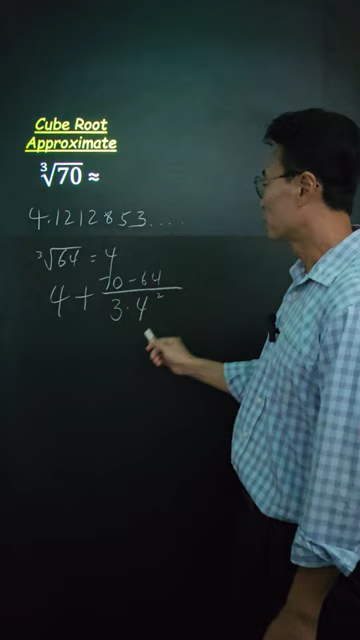 Cube Root
Approximate
∛70 ≈
4.1212853....
∛64 = 4
4 + (70-64)/(3·4²)